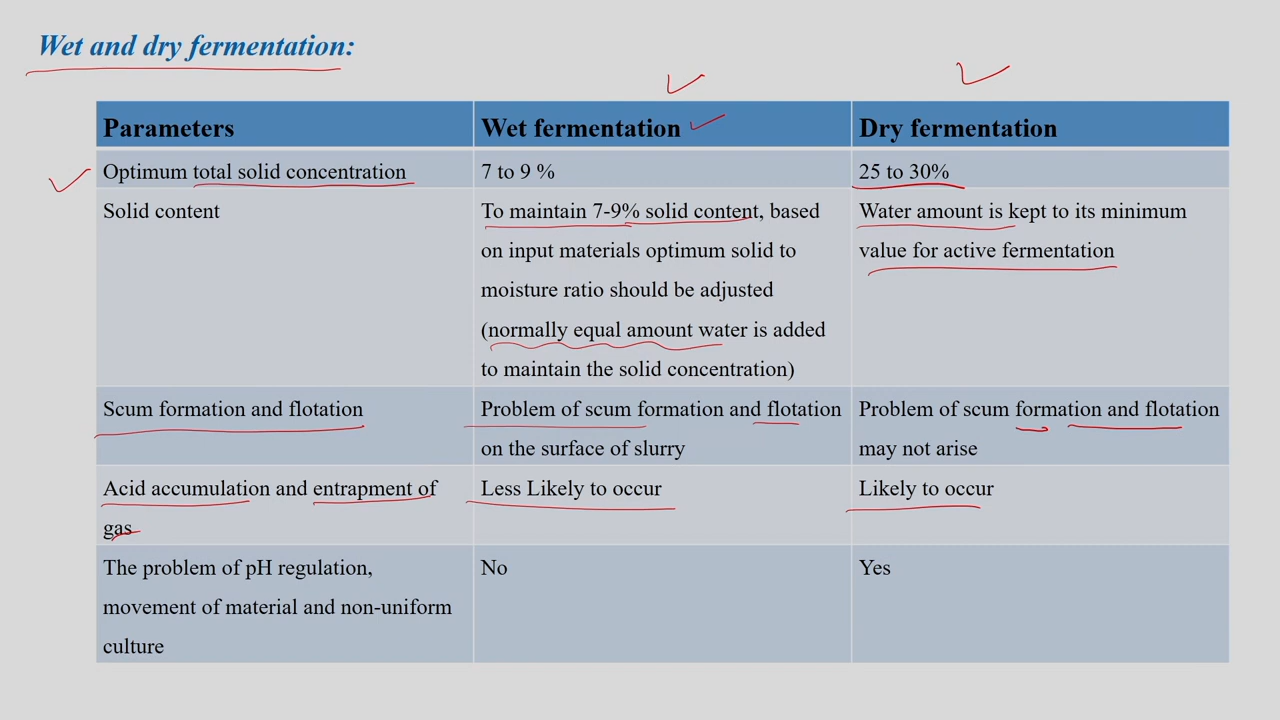 Wet and dry fermentation:
Parameters
Wet fermentation
Dry fermentation
Optimum total solid concentration
7 to 9 %
25 to 30%
Solid content
To maintain 7-9% solid content, based
on input materials optimum solid to
moisture ratio should be adjusted
(normally equal amount water is added
to maintain the solid concentration)
Water amount is kept to its minimum
value for active fermentation
Scum formation and flotation
Problem of scum formation and flotation
on the surface of slurry
Problem of scum formation and flotation
may not arise
Acid accumulation and entrapment of
gas
Less Likely to occur
Likely to occur
The problem of pH regulation,
movement of material and non-uniform
culture
No
Yes